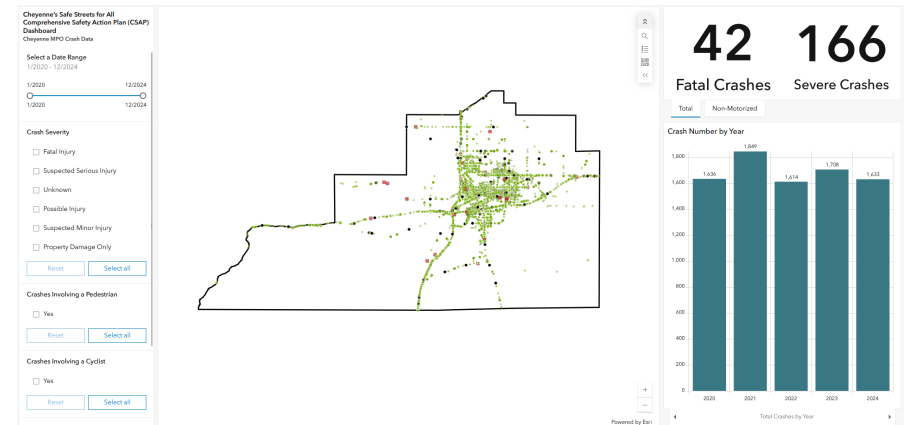 Cheyenne's Safe Streets for All
Comprehensive Safety Action Plan (CSAP)
Dashboard
Cheyenne MPO Crash Data
Select a Date Range
1/2020 - 12/2024
1/2020 12/2024
1/2020 12/2024
Crash Severity
Fatal Injury
Suspected Serious Injury
Unknown
Possible Injury
Suspected Minor Injury
Property Damage Only
Reset Select all
Crashes Involving a Pedestrian
Yes
Reset Select all
Crashes Involving a Cyclist
Yes
Reset Select all
Powered by Esri
42 166
Fatal Crashes Severe Crashes
Total Non-Motorized
Crash Number by Year
1,800
1,600
1,400
1,200
1,000
800
600
400
200
0
1,636 1,849 1,614 1,708 1,633
2020 2021 2022 2023 2024
Total Crashes by Year